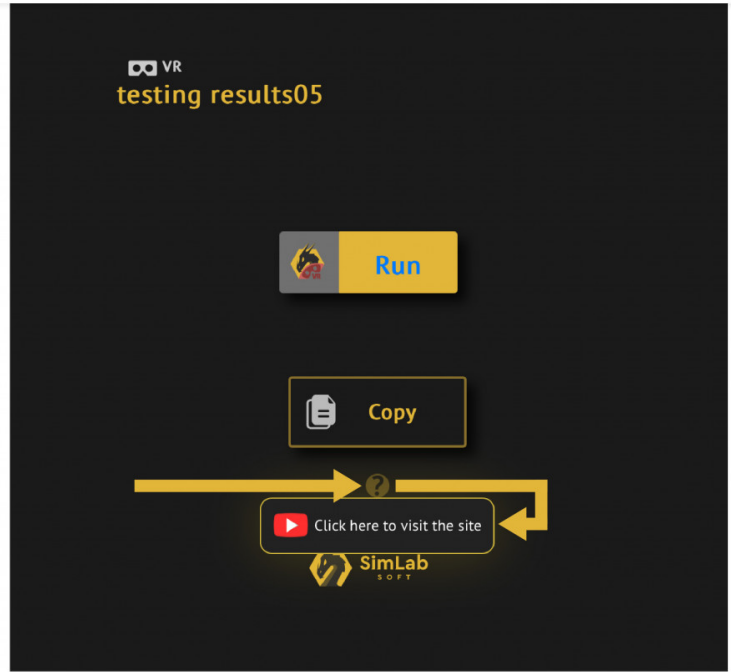 VR
testing results05
Run
Copy
?
Click here to visit the site
SimLab
SOFT